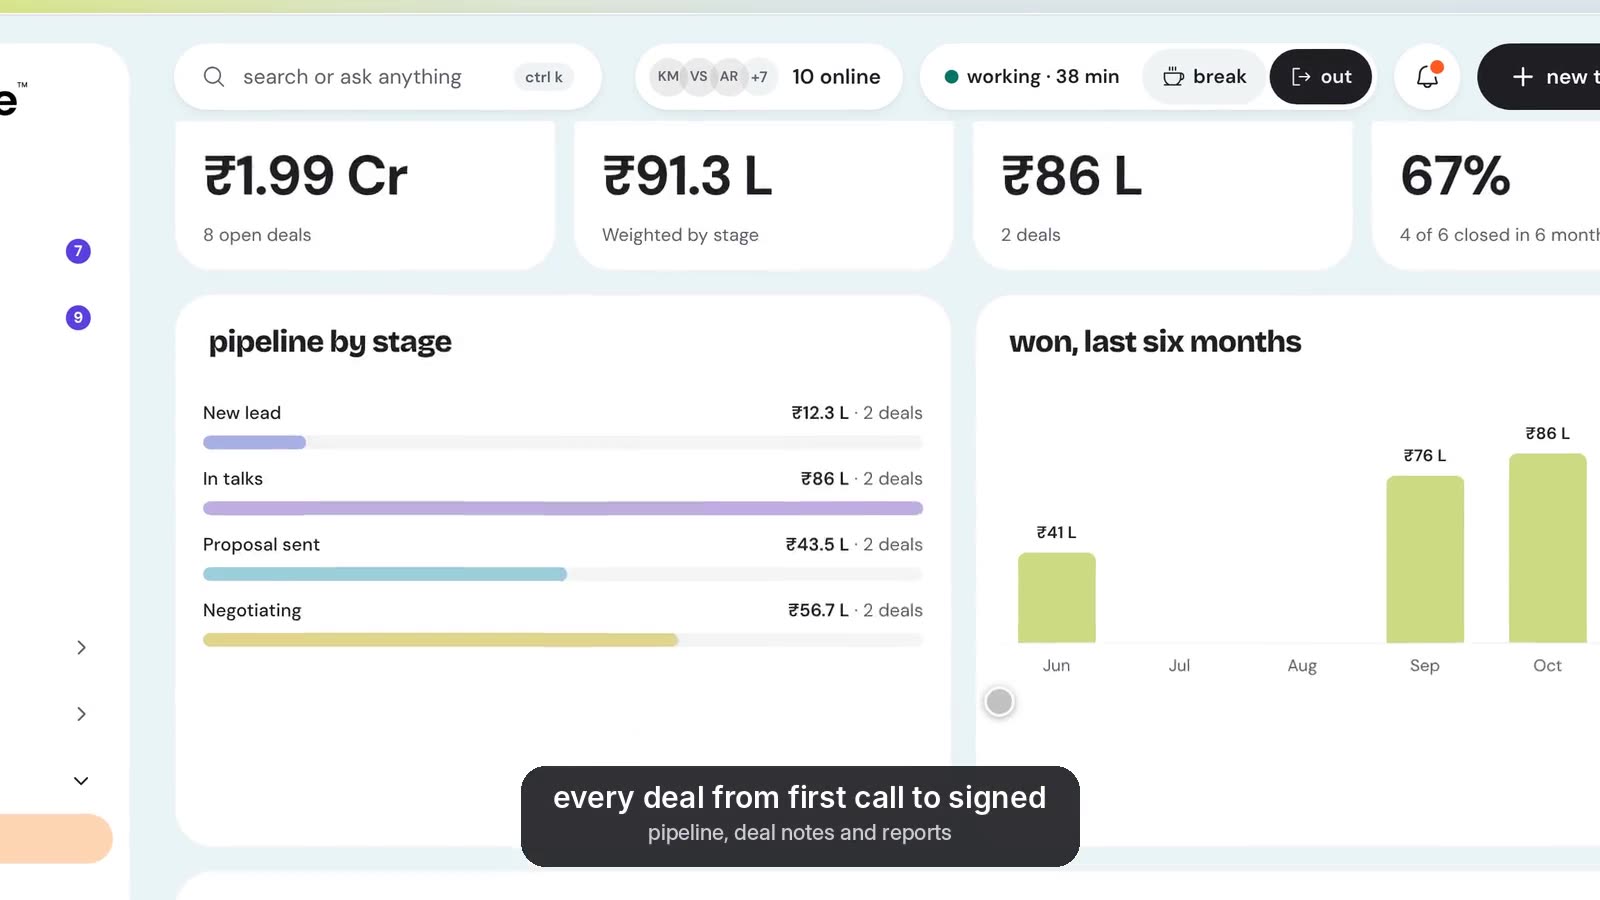 e™
search or ask anything
ctrl k
KM VS AR +7
10 online
working · 38 min
break
out
+ new t
₹1.99 Cr
8 open deals
₹91.3 L
Weighted by stage
₹86 L
2 deals
67%
4 of 6 closed in 6 month
7
9
pipeline by stage
New lead
₹12.3 L · 2 deals
In talks
₹86 L · 2 deals
Proposal sent
₹43.5 L · 2 deals
Negotiating
₹56.7 L · 2 deals
won, last six months
₹41 L
₹76 L
₹86 L
Jun
Jul
Aug
Sep
Oct
every deal from first call to signed
pipeline, deal notes and reports